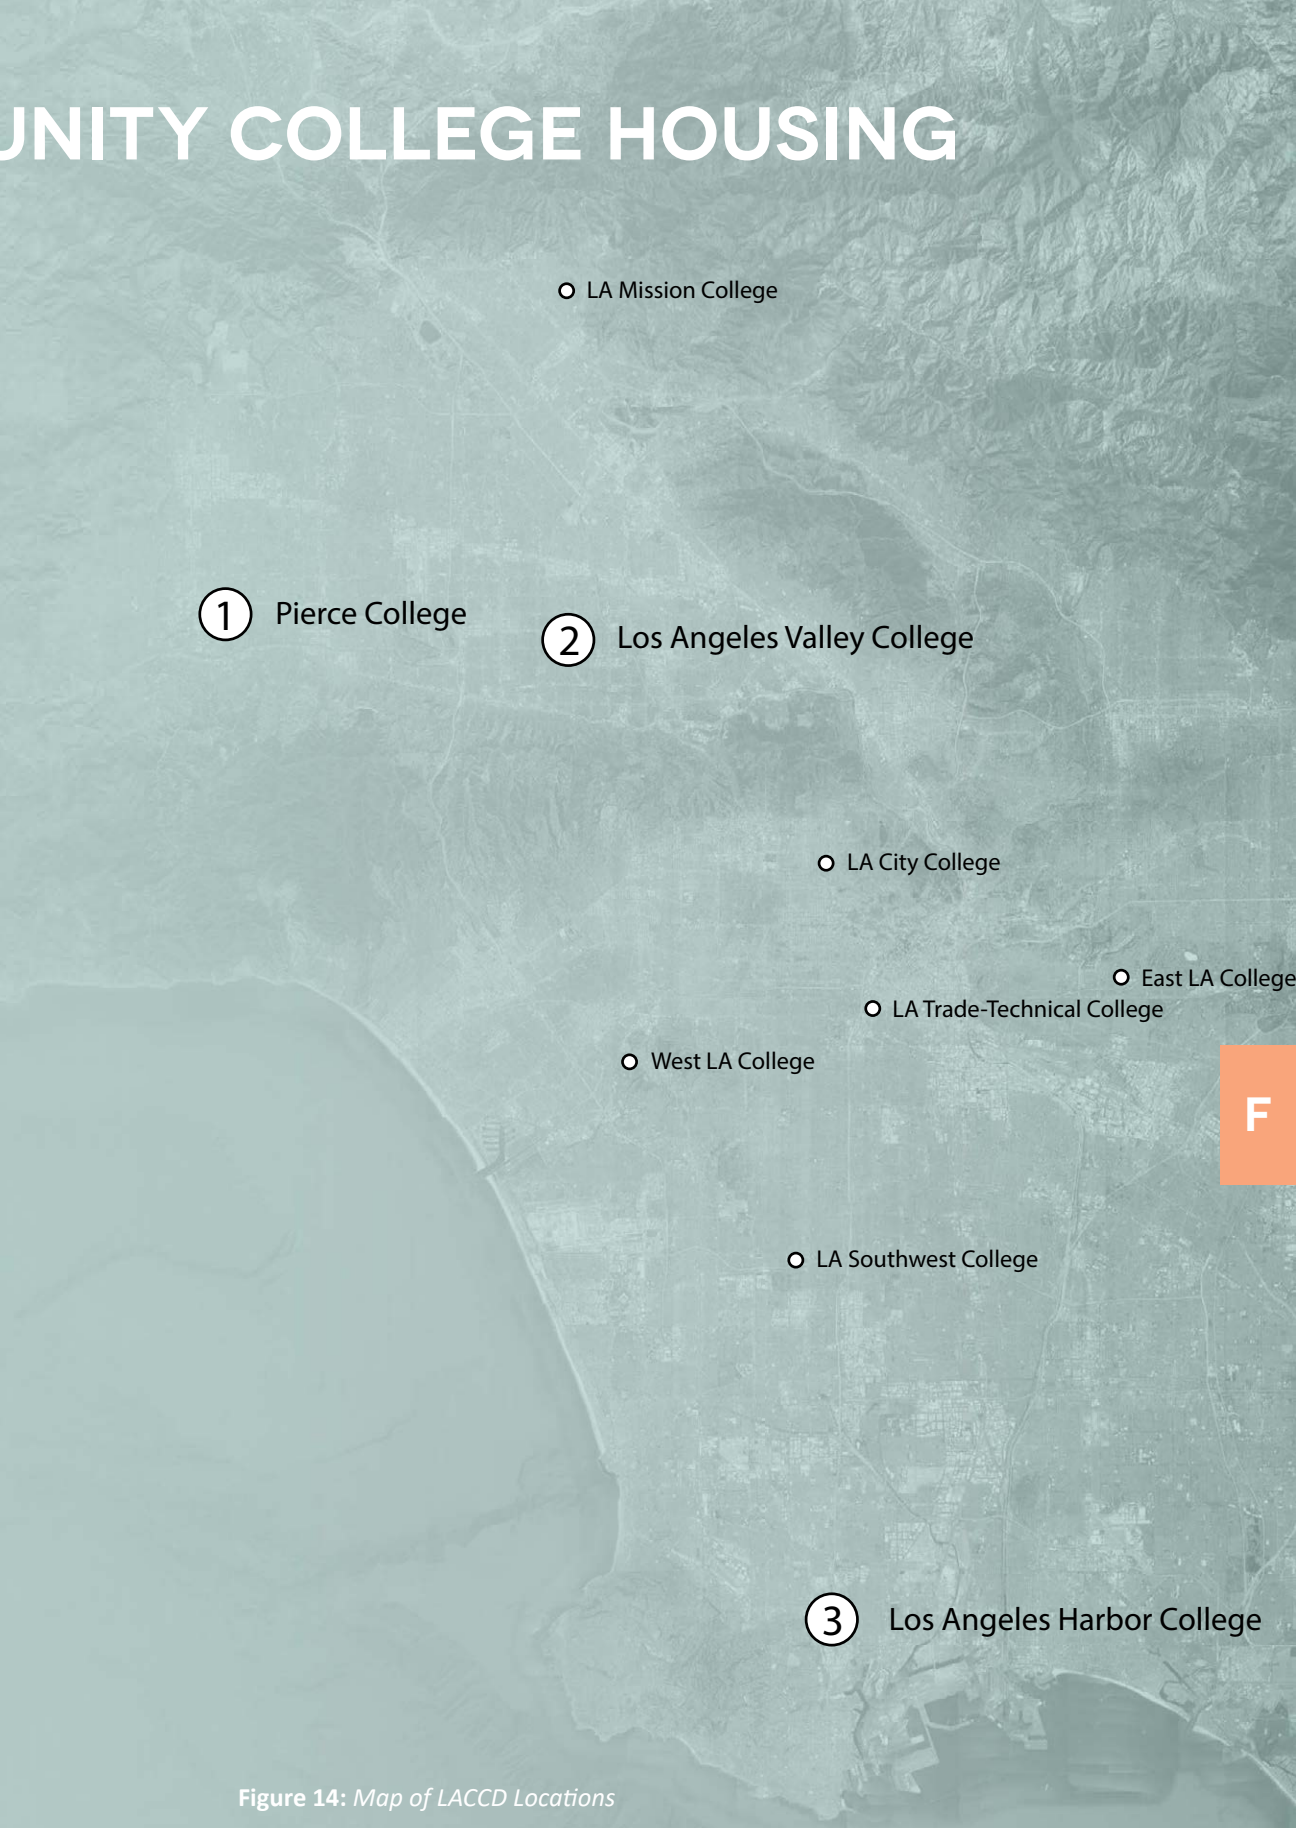 UNITY COLLEGE HOUSING
LA Mission College
1 Pierce College
2 Los Angeles Valley College
LA City College
East LA College
LA Trade-Technical College
West LA College
F
LA Southwest College
3 Los Angeles Harbor College
Figure 14: Map of LACCD Locations